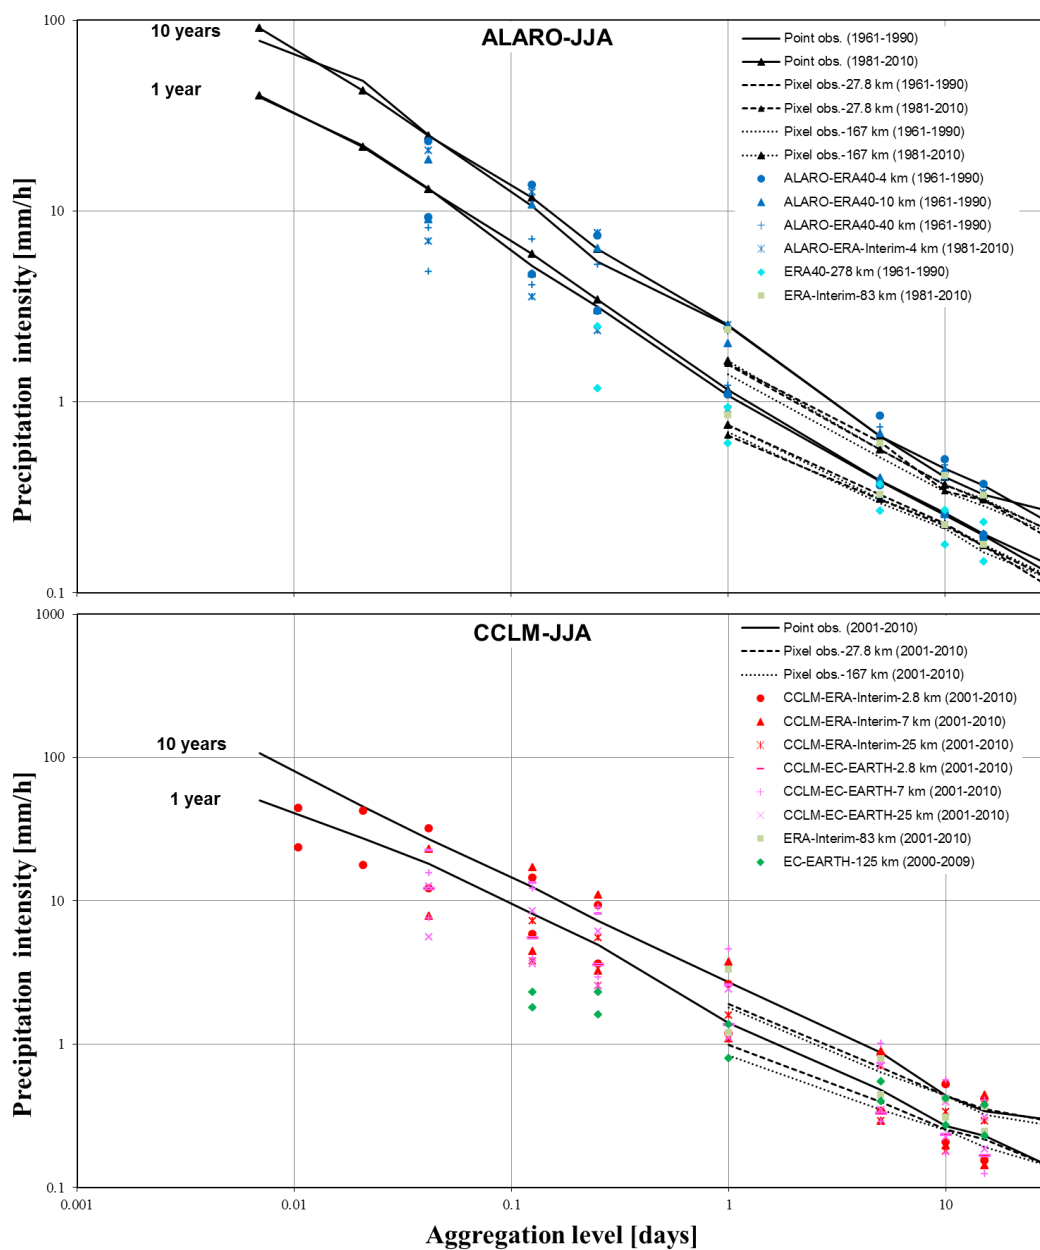 100
10
1
0.1
Precipitation intensity [mm/h]
ALARO-JJA
10 years
1 year
Point obs. (1961-1990)
Point obs. (1981-2010)
Pixel obs.-27.8 km (1961-1990)
Pixel obs.-27.8 km (1981-2010)
Pixel obs.-167 km (1961-1990)
Pixel obs.-167 km (1981-2010)
ALARO-ERA40-4 km (1961-1990)
ALARO-ERA40-10 km (1961-1990)
ALARO-ERA40-40 km (1961-1990)
ALARO-ERA-Interim-4 km (1981-2010)
ERA40-278 km (1961-1990)
ERA-Interim-83 km (1981-2010)
1000
100
10
1
0.1
Precipitation intensity [mm/h]
CCLM-JJA
10 years
1 year
Point obs. (2001-2010)
Pixel obs.-27.8 km (2001-2010)
Pixel obs.-167 km (2001-2010)
CCLM-ERA-Interim-2.8 km (2001-2010)
CCLM-ERA-Interim-7 km (2001-2010)
CCLM-ERA-Interim-25 km (2001-2010)
CCLM-EC-EARTH-2.8 km (2001-2010)
CCLM-EC-EARTH-7 km (2001-2010)
CCLM-EC-EARTH-25 km (2001-2010)
ERA-Interim-83 km (2001-2010)
EC-EARTH-125 km (2000-2009)
0.001 0.01 0.1 1 10
Aggregation level [days]